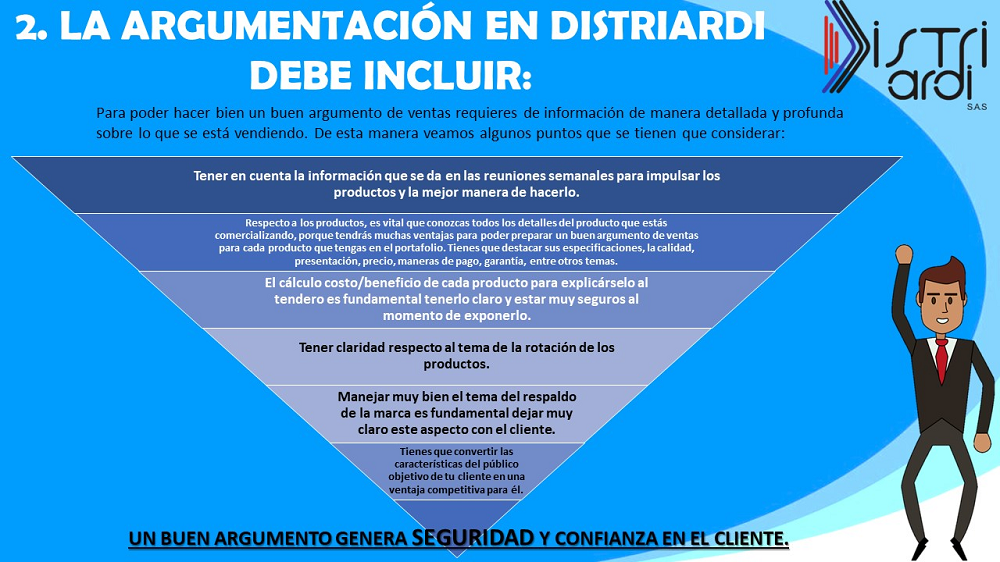 2. LA ARGUMENTACIÓN EN DISTRIARDI
DEBE INCLUIR:
Distri
ardi
S.A.S
Para poder hacer bien un buen argumento de ventas requieres de información de manera detallada y profunda
sobre lo que se está vendiendo. De esta manera veamos algunos puntos que se tienen que considerar:
Tener en cuenta la información que se da en las reuniones semanales para impulsar los
productos y la mejor manera de hacerlo.
Respecto a los productos, es vital que conozcas todos los detalles del producto que estás
comercializando, porque tendrás muchas ventajas para poder preparar un buen argumento de ventas
para cada producto que tengas en el portafolio. Tienes que destacar sus especificaciones, la calidad,
presentación, precio, maneras de pago, garantía, entre otros temas.
El cálculo costo/beneficio de cada producto para explicárselo al
tendero es fundamental tenerlo claro y estar muy seguros al
momento de exponerlo.
Tener claridad respecto al tema de la rotación de los
productos.
Manejar muy bien el tema del respaldo
de la marca es fundamental dejar muy
claro este aspecto con el cliente.
Tienes que convertir las
características del público
objetivo de tu cliente en una
ventaja competitiva para él.
UN BUEN ARGUMENTO GENERA SEGURIDAD Y CONFIANZA EN EL CLIENTE.